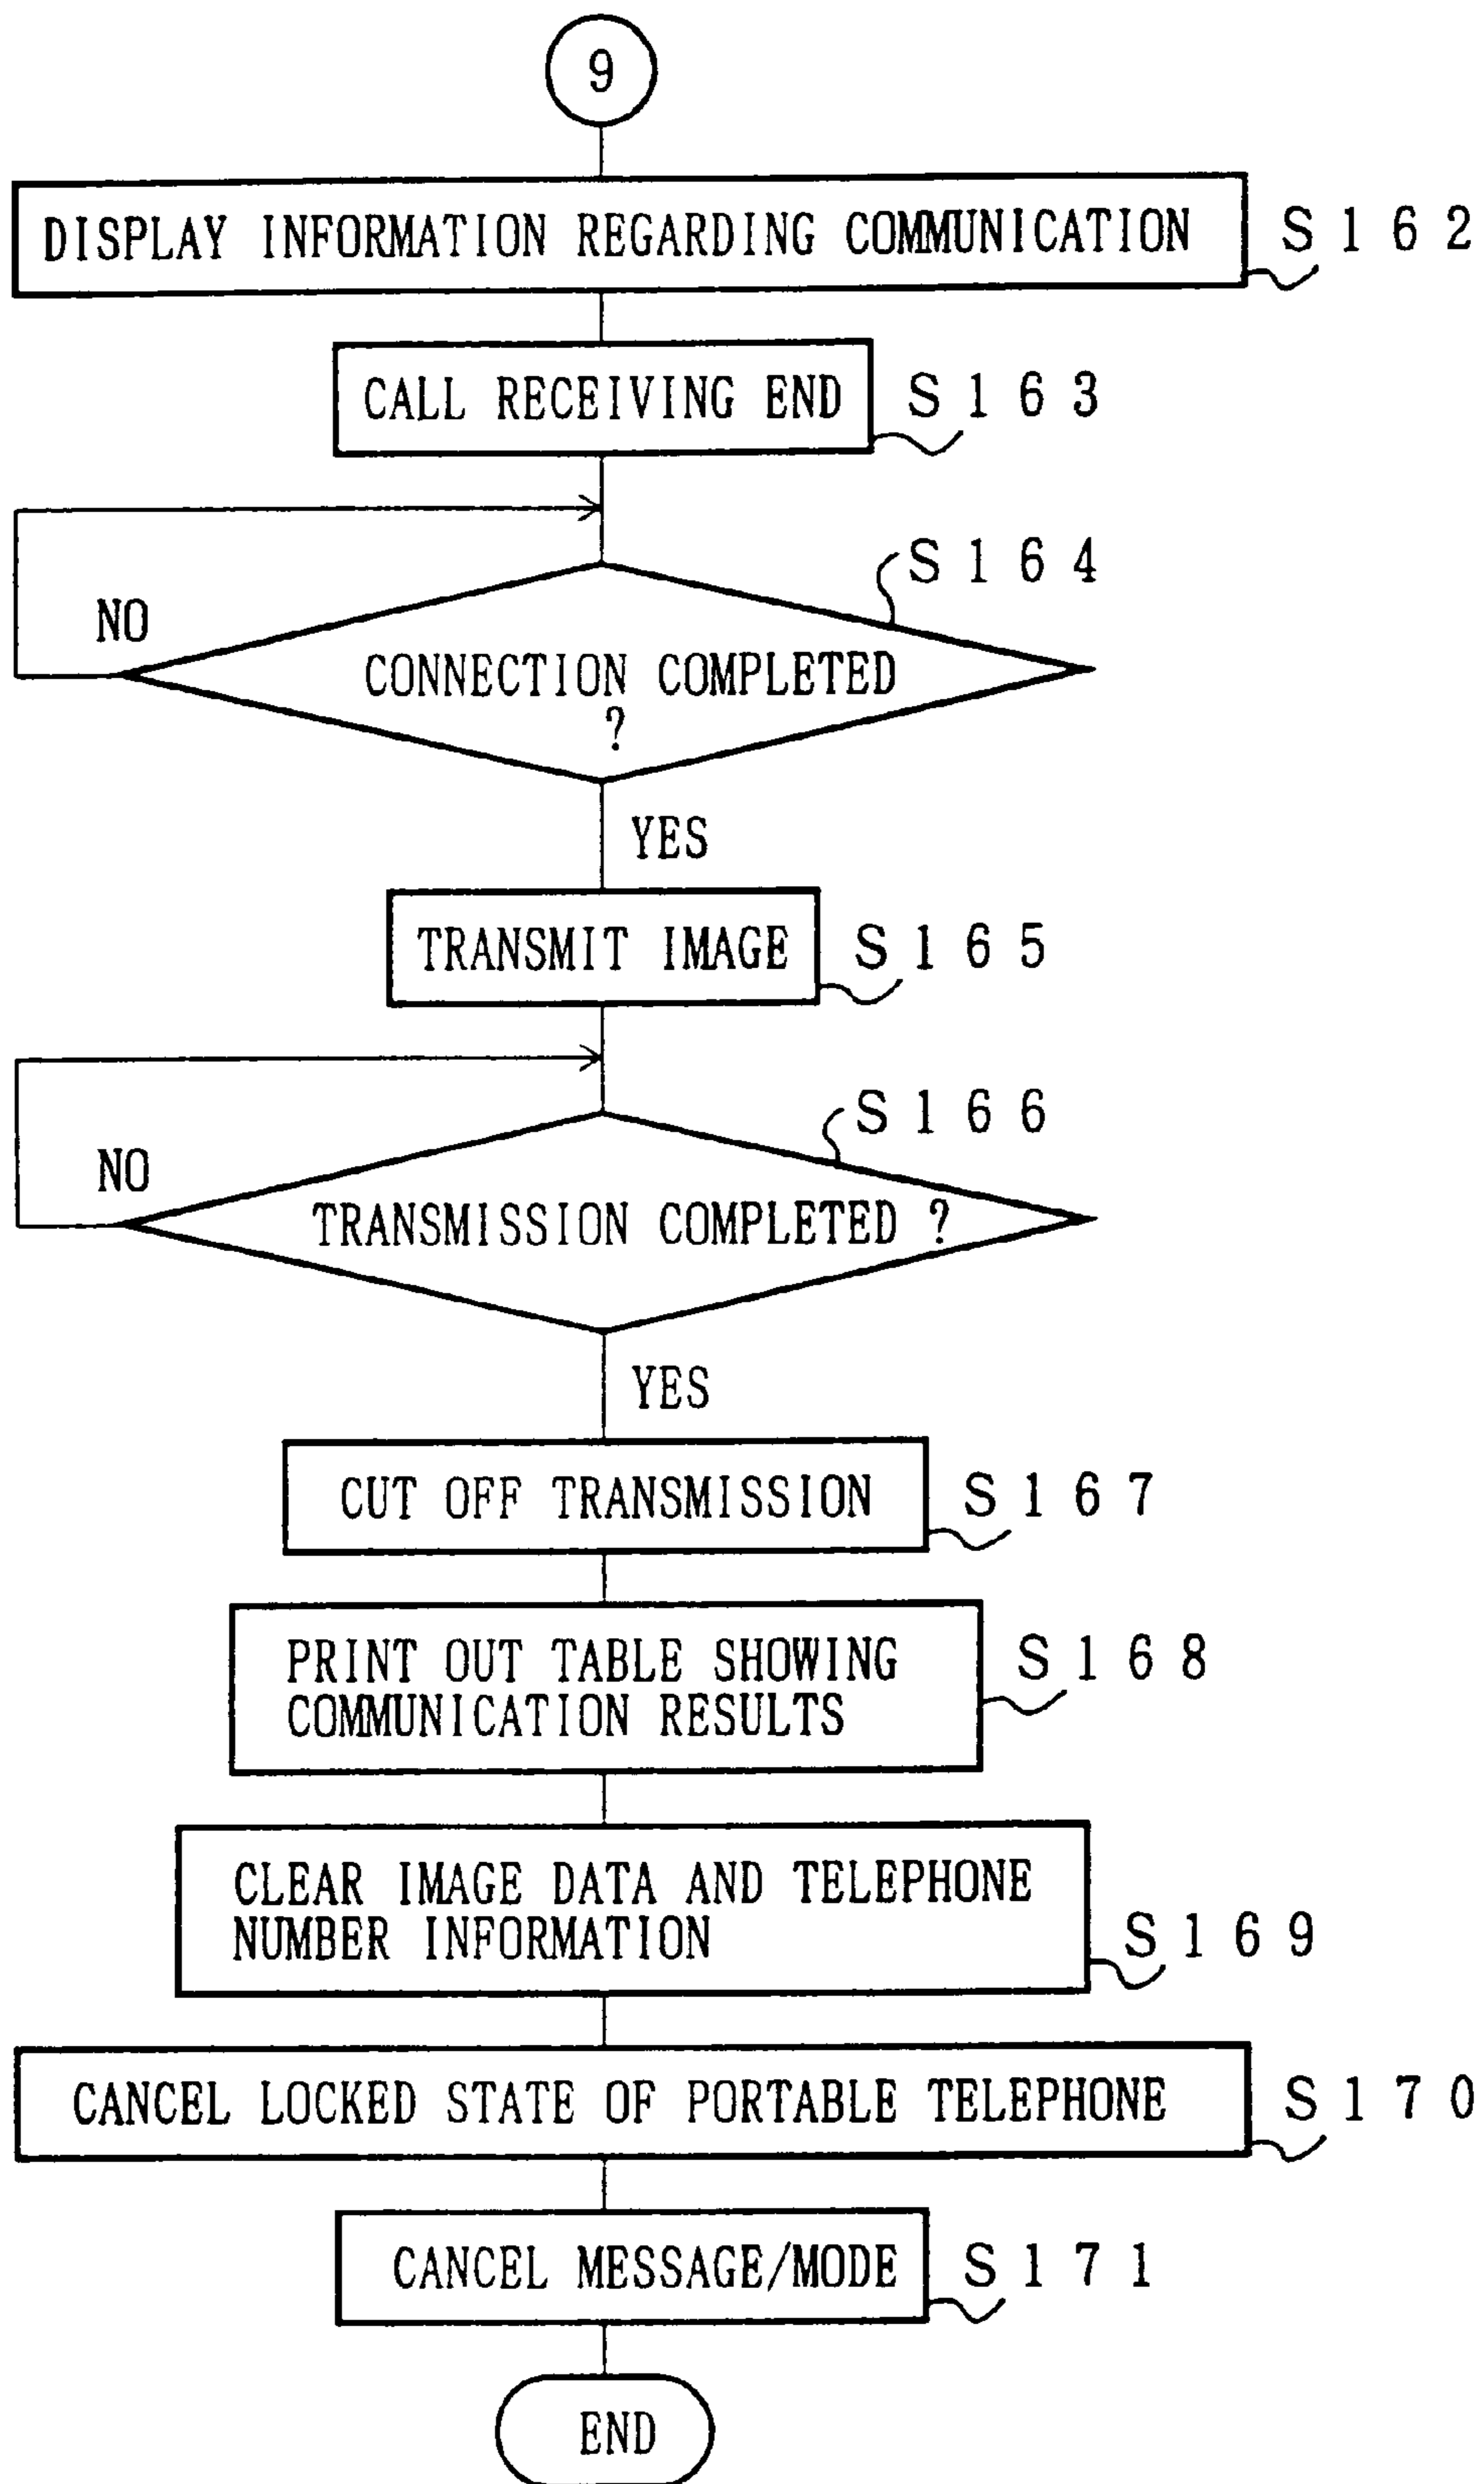 9
DISPLAY INFORMATION REGARDING COMMUNICATION
S162
CALL RECEIVING END
S163
S164
NO
CONNECTION COMPLETED
?
YES
TRANSMIT IMAGE
S165
S166
NO
TRANSMISSION COMPLETED ?
YES
CUT OFF TRANSMISSION
S167
PRINT OUT TABLE SHOWING
COMMUNICATION RESULTS
S168
CLEAR IMAGE DATA AND TELEPHONE
NUMBER INFORMATION
S169
CANCEL LOCKED STATE OF PORTABLE TELEPHONE
S170
CANCEL MESSAGE/MODE
S171
END